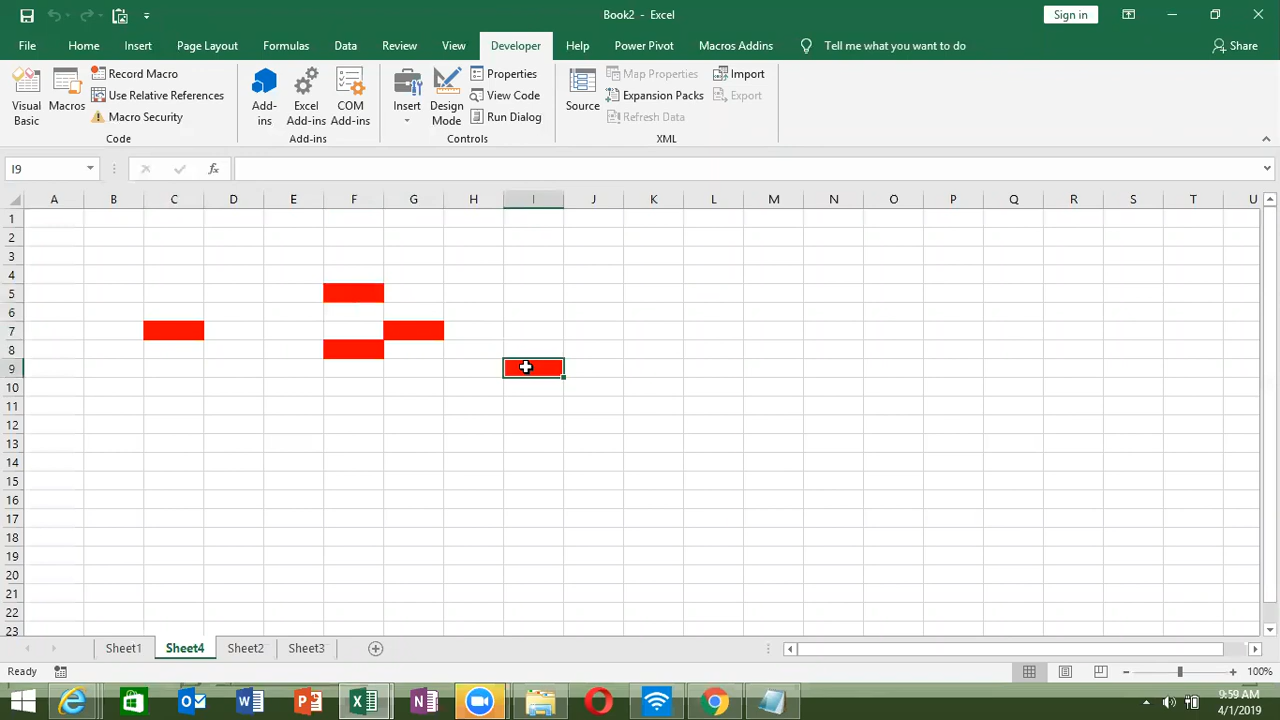 Book2 - Excel
Sign in
File Home Insert Page Layout Formulas Data Review View Developer Help Power Pivot Macros Addins Tell me what you want to do Share
Visual Basic
Macros
Record Macro
Use Relative References
Macro Security
Code
Add-ins
Excel Add-ins
COM Add-ins
Add-ins
Insert
Design Mode
Properties
View Code
Run Dialog
Controls
Source
Map Properties
Expansion Packs
Refresh Data
Import
Export
XML
I9
fx
A B C D E F G H I J K L M N O P Q R S T U
1
2
3
4
5
6
7
8
9
10
11
12
13
14
15
16
17
18
19
20
21
22
23
Sheet1 Sheet4 Sheet2 Sheet3
Ready
100%
9:59 AM
4/1/2019